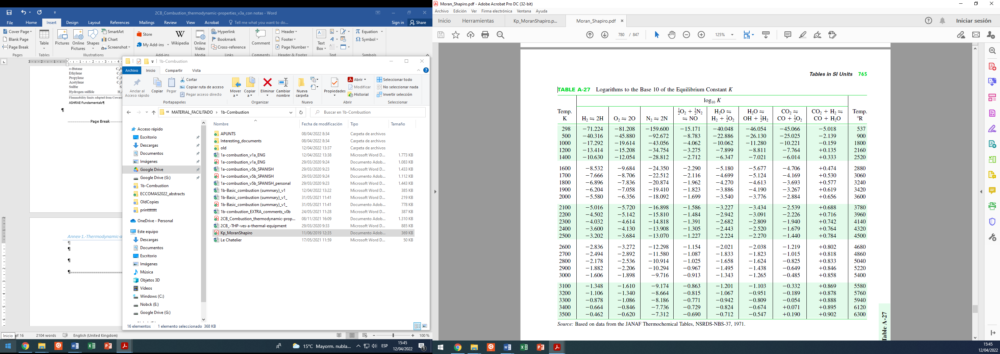 2CB_Combustion_thermodynamic-properties_v3a_con notas - Word
File Home Insert Design Layout References Mailings Review View Acrobat Tell me what you want to do... Sign in Share
Cover Page
Blank Page
Page Break
Pages
Table
Tables
Pictures Online Pictures Shapes
SmartArt
Chart
Screenshot
Illustrations
Store
My Add-ins
Wikipedia
Add-ins
Online Video
Media
Hyperlink
Bookmark
Cross-reference
Links
Comment
Comments
Header
Footer
Page Number
Header & Footer
Text Box
Text
Equation
Symbol
Symbols
n-Butane
Ethylene
Propylene
Acetylene
Sulfur S
Hydrogen sulfide
Flammability limits adapted from Coward
ASHRAE·Fundamentals¶
¶
Page Break
Annex·1.·Thermodynamic·
¶
¶
¶
¶
Inicio of 16 2104 words English (United Kingdom) 100 %
1b-Combustion
Archivo Inicio Compartir Vista
Anclar al Acceso rápido
Copiar
Pegar
Cortar
Copiar ruta de acceso
Pegar acceso directo
Portapapeles
Mover a
Copiar a
Eliminar
Cambiar nombre
Organizar
Nueva carpeta
Nuevo
Propiedades
Abrir
Modificar
Historial
Abrir
Seleccionar todo
No seleccionar nada
Invertir selección
Seleccionar
« MATERIAL_FACILITADO › 1b-Combustion
Buscar en 1b-Combustion
Acceso rápido
Escritorio
Descargas
Documentos
Imágenes
Google Drive
Google Drive (G:)
1b-Combustion
ECCOMAS2022_abstracts
OldCopies
printttttttt
OneDrive - Personal
Este equipo
Descargas
Documentos
Escritorio
Imágenes
Música
Objetos 3D
Vídeos
Windows (C:)
Nobck (E:)
Google Drive (G:)
Nombre Fecha de modificación Tipo Tamaño
APUNTS 08/04/2022 8:34 Carpeta de archivos
Interesting_documents 08/04/2022 8:34 Carpeta de archivos
old 12/04/2022 13:37 Carpeta de archivos
1a-combustion_v1a_ENG 12/04/2022 13:38 Microsoft Word D... 1.773 KB
1a-combustion_v1a_ENG 29/03/2020 9:24 Documento Adob... 1.083 KB
1a-combustion_v5b_SPANISH 29/03/2020 9:23 Microsoft Word D... 1.433 KB
1a-combustion_v5b_SPANISH 29/03/2020 9:24 Documento Adob... 1.112 KB
1a-combustion_v5b_SPANISH_personal 29/03/2020 9:23 Microsoft Word D... 1.443 KB
1b-Basic_combustion (summary)_v1 12/04/2022 13:22 Microsoft Word D... 385 KB
1b-Basic_combustion (summary)_v1_ 31/05/2021 11:41 Microsoft Word D... 219 KB
1b-Basic_combustion (summary)_v1_ 31/05/2021 11:41 Documento Adob... 778 KB
1b-combustion_EXTRA_comments_v0b 24/05/2021 11:28 Microsoft Word D... 387 KB
2CB_Combustion_thermodynamic-prop... 08/11/2021 16:09 Documento Adob... 1.310 KB
2CB_-THP-ves-a-thermal-equipment 29/03/2020 9:33 Microsoft Word D... 885 KB
Kp_MoranShapiro 11/06/2019 12:35 Documento Adob... 369 KB
Le Chatelier 17/05/2021 11:59 Microsoft Word D... 50 KB
16 elementos 1 elemento seleccionado 368 KB
15°C Mayorm. nubla... ESP 15:45
12/04/2022
1
Moran_Shapiro.pdf - Adobe Acrobat Pro DC (32-bit)
Archivo Edición Ver Firma electrónica Ventana Ayuda
Inicio Herramientas Kp_MoranShapiro.p... Moran_Shapiro.pdf × Iniciar sesión
780 / 847 125%
Tables in SI Units 765
TABLE A-27 Logarithms to the Base 10 of the Equilibrium Constant K
log₁₀ K
Temp. K H₂ ⇋ 2H O₂ ⇋ 2O N₂ ⇋ 2N ½O₂ + ½N₂ ⇋ NO H₂O ⇋ H₂ + ½O₂ H₂O ⇋ OH + ½H₂ CO₂ ⇋ CO + ½O₂ CO₂ + H₂ ⇋ CO + H₂O Temp. °R
298 −71.224 −81.208 −159.600 −15.171 −40.048 −46.054 −45.066 −5.018 537
500 −40.316 −45.880 −92.672 −8.783 −22.886 −26.130 −25.025 −2.139 900
1000 −17.292 −19.614 −43.056 −4.062 −10.062 −11.280 −10.221 −0.159 1800
1200 −13.414 −15.208 −34.754 −3.275 −7.899 −8.811 −7.764 +0.135 2160
1400 −10.630 −12.054 −28.812 −2.712 −6.347 −7.021 −6.014 +0.333 2520
1600 −8.532 −9.684 −24.350 −2.290 −5.180 −5.677 −4.706 +0.474 2880
1700 −7.666 −8.706 −22.512 −2.116 −4.699 −5.124 −4.169 +0.530 3060
1800 −6.896 −7.836 −20.874 −1.962 −4.270 −4.613 −3.693 +0.577 3240
1900 −6.204 −7.058 −19.410 −1.823 −3.886 −4.190 −3.267 +0.619 3420
2000 −5.580 −6.356 −18.092 −1.699 −3.540 −3.776 −2.884 +0.656 3600
2100 −5.016 −5.720 −16.898 −1.586 −3.227 −3.434 −2.539 +0.688 3780
2200 −4.502 −5.142 −15.810 −1.484 −2.942 −3.091 −2.226 +0.716 3960
2300 −4.032 −4.614 −14.818 −1.391 −2.682 −2.809 −1.940 +0.742 4140
2400 −3.600 −4.130 −13.908 −1.305 −2.443 −2.520 −1.679 +0.764 4320
2500 −3.202 −3.684 −13.070 −1.227 −2.224 −2.270 −1.440 +0.784 4500
2600 −2.836 −3.272 −12.298 −1.154 −2.021 −2.038 −1.219 +0.802 4680
2700 −2.494 −2.892 −11.580 −1.087 −1.833 −1.823 −1.015 +0.818 4860
2800 −2.178 −2.536 −10.914 −1.025 −1.658 −1.624 −0.825 +0.833 5040
2900 −1.882 −2.206 −10.294 −0.967 −1.495 −1.438 −0.649 +0.846 5220
3000 −1.606 −1.898 −9.716 −0.913 −1.343 −1.265 −0.485 +0.858 5400
3100 −1.348 −1.610 −9.174 −0.863 −1.201 −1.103 −0.332 +0.869 5580
3200 −1.106 −1.340 −8.664 −0.815 −1.067 −0.951 −0.189 +0.878 5760
3300 −0.878 −1.086 −8.186 −0.771 −0.942 −0.809 −0.054 +0.888 5940
3400 −0.664 −0.846 −7.736 −0.729 −0.824 −0.674 +0.071 +0.895 6120
3500 −0.462 −0.620 −7.312 −0.690 −0.712 −0.547 +0.190 +0.902 6300
Source: Based on data from the JANAF Thermochemical Tables, NSRDS-NBS-37, 1971.
Table A-27
15:45
12/04/2022